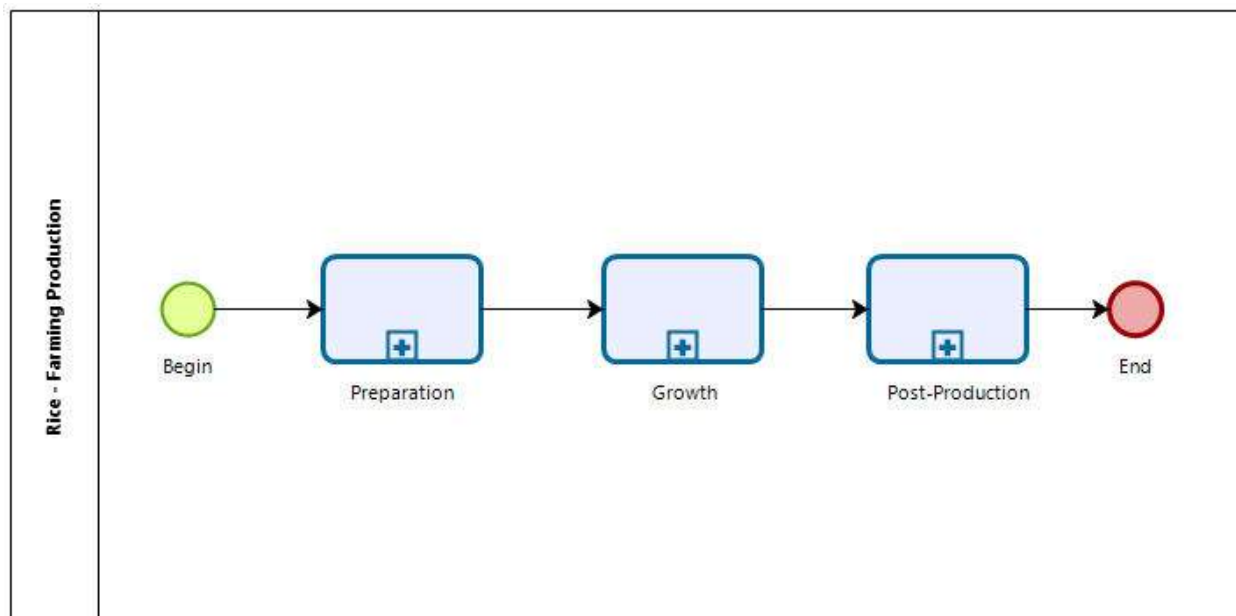 Rice - Farming Production
Begin
Preparation
Growth
Post-Production
End